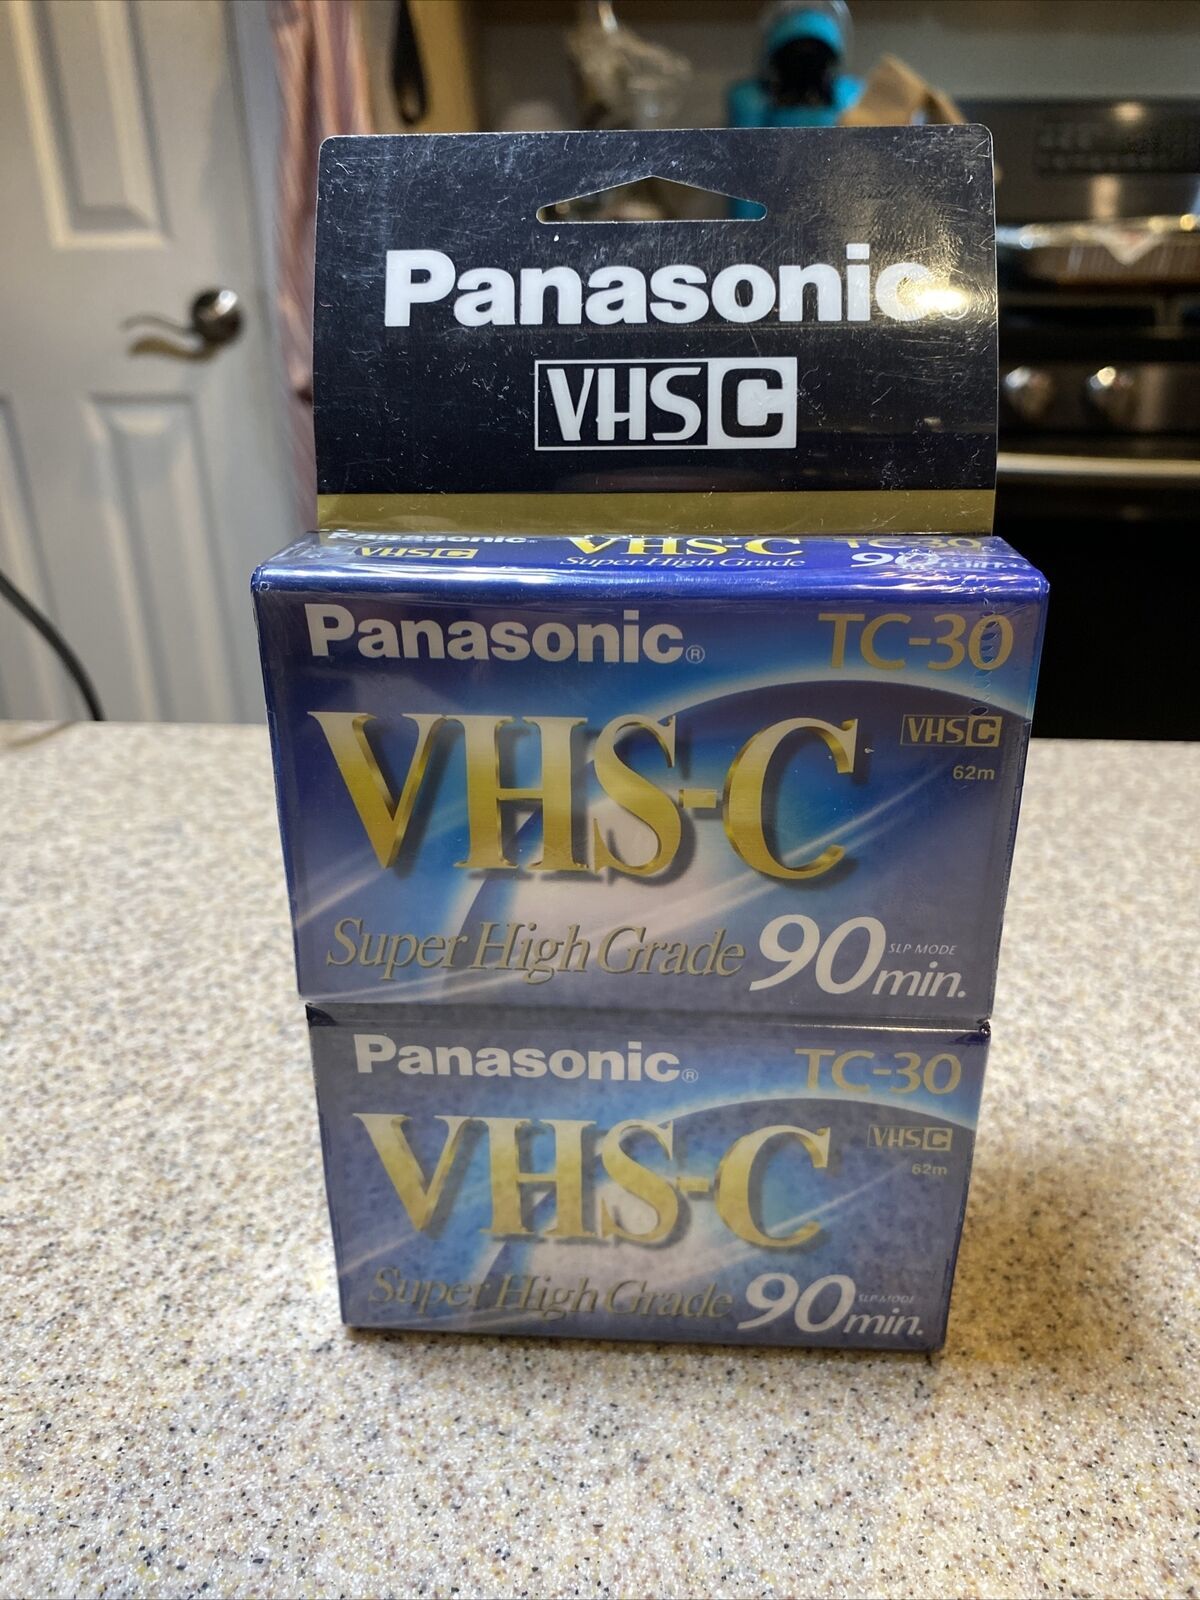 Panasonic
VHS C
Panasonic VHS C VHS-C Super High Grade TC-30 90
Panasonic® TC-30
VHS-C
VHS C
62m
Super High Grade 90 min. SLP MODE
Panasonic® TC-30
VHS-C
VHS C
62m
Super High Grade 90 min. SLP MODE